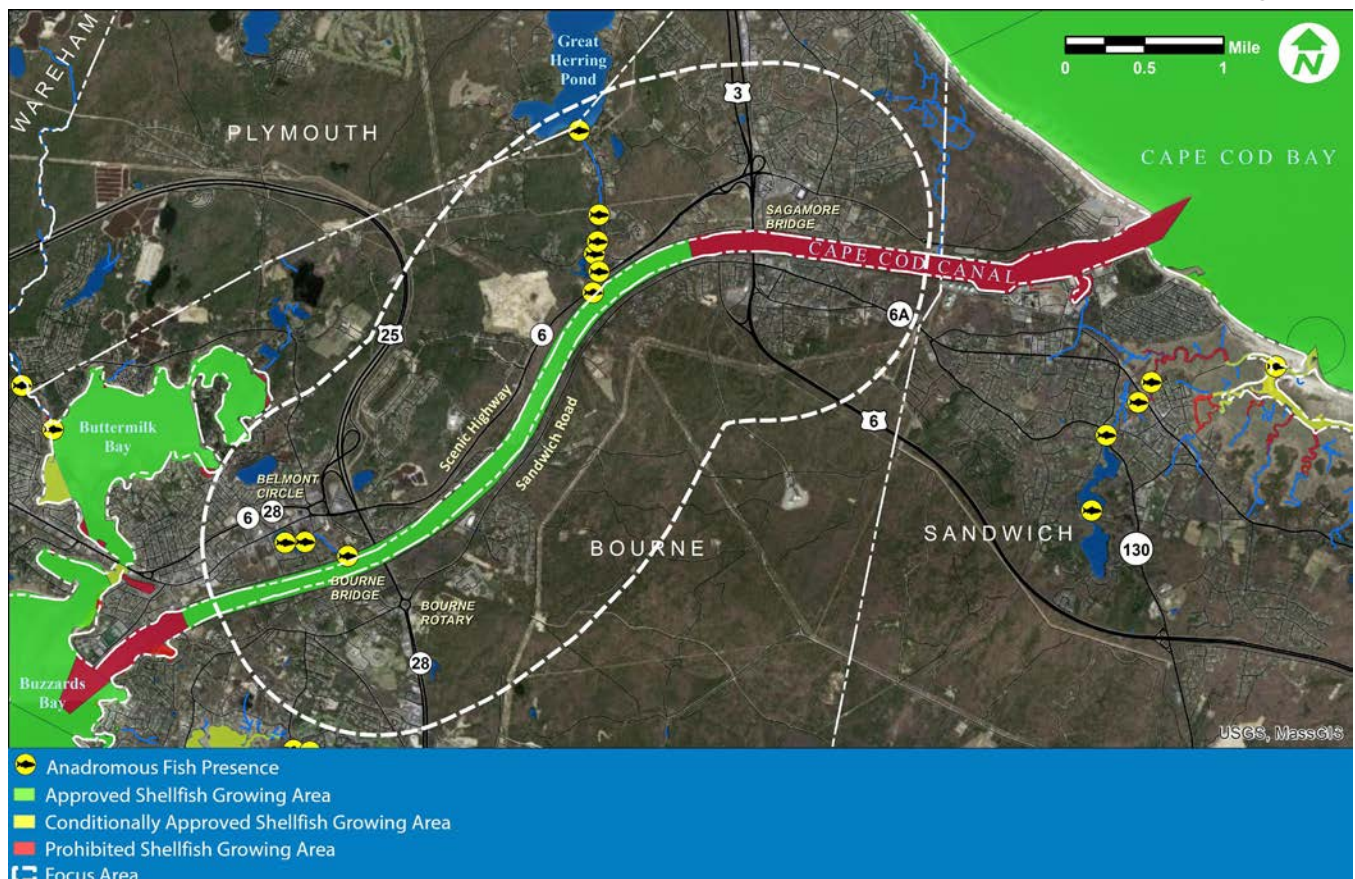 WAREHAM
PLYMOUTH
Great
Herring
Pond
3
Mile
0 0.5 1
N
CAPE COD BAY
SAGAMORE
BRIDGE
CAPE COD CANAL
25
6
6A
Buttermilk
Bay
Scenic Highway
Sandwich Road
6
BELMONT
CIRCLE
6 28
BOURNE
SANDWICH
130
BOURNE
BRIDGE
BOURNE
ROTARY
28
Buzzards
Bay
USGS, MassGIS
Anadromous Fish Presence
Approved Shellfish Growing Area
Conditionally Approved Shellfish Growing Area
Prohibited Shellfish Growing Area
Focus Area